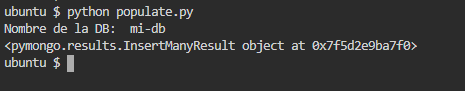 ubuntu $ python populate.py
Nombre de la DB:  mi-db
<pymongo.results.InsertManyResult object at 0x7f5d2e9ba7f0>
ubuntu $